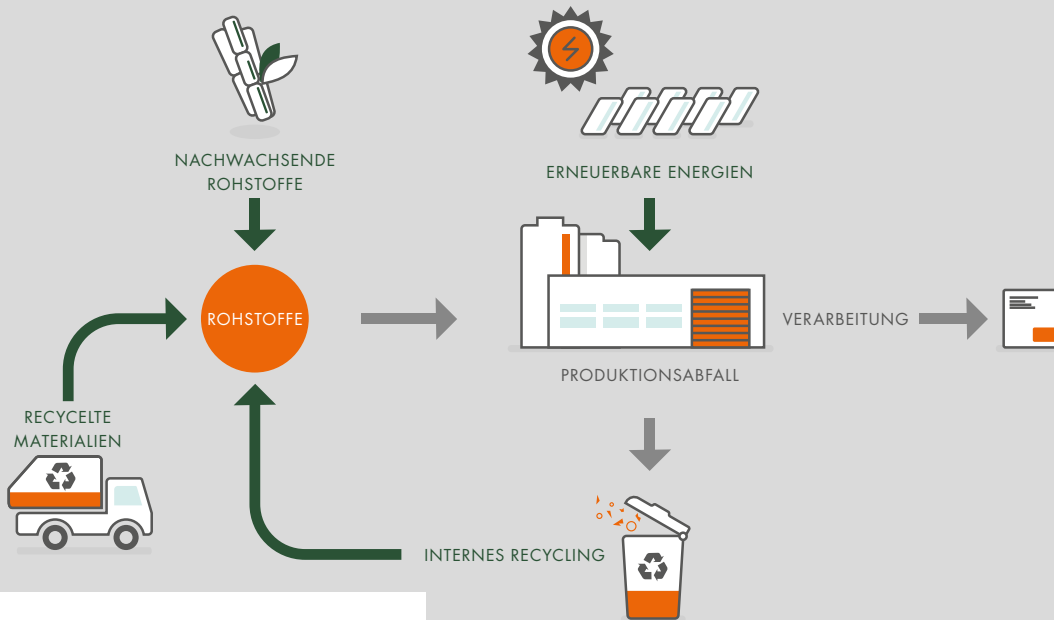 NACHWACHSENDE
ROHSTOFFE
ERNEUERBARE ENERGIEN
ROHSTOFFE
VERARBEITUNG
PRODUKTIONSABFALL
RECYCELTE
MATERIALIEN
INTERNES RECYCLING